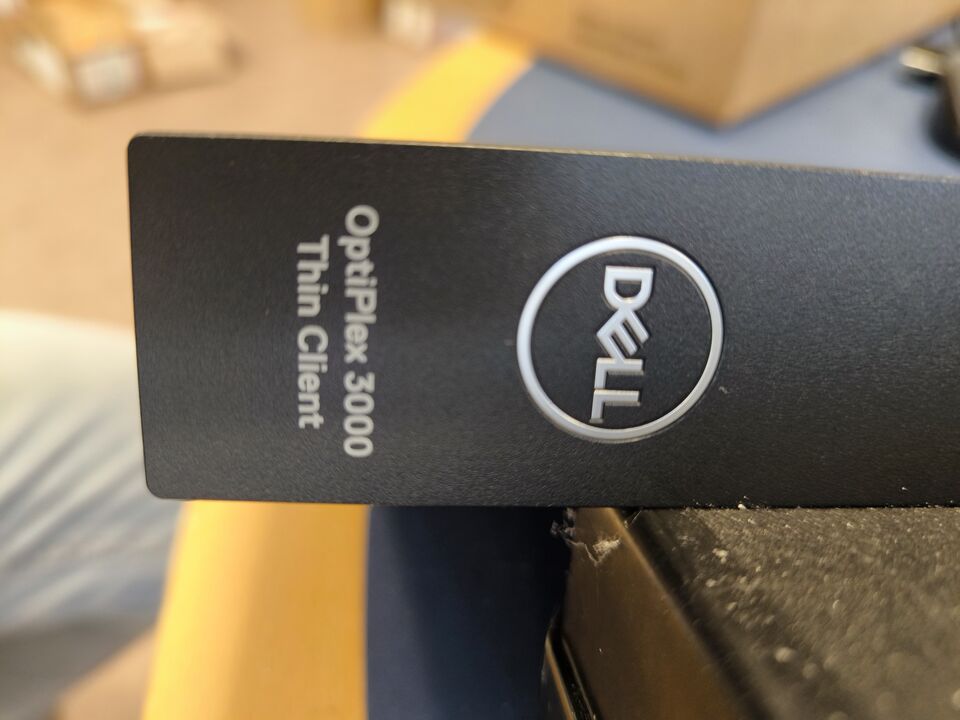 DELL
OptiPlex 3000
Thin Client